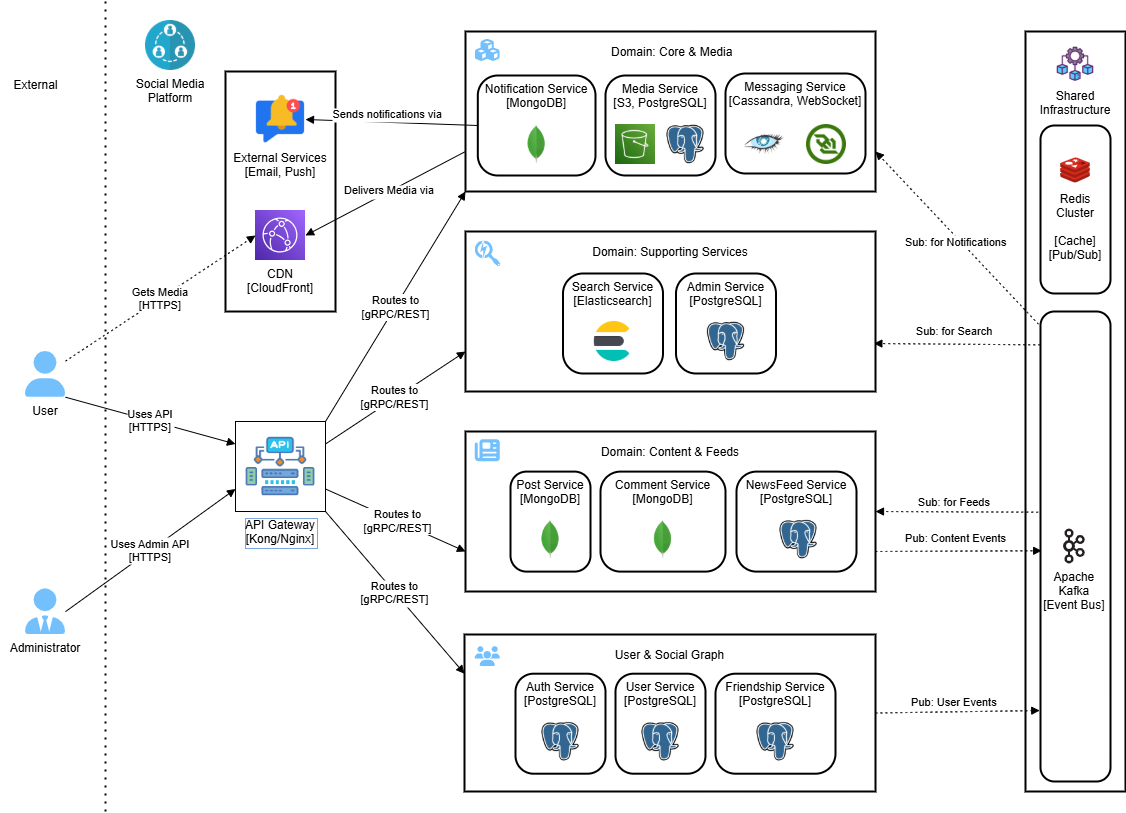 External
Social Media
Platform
External Services
[Email, Push]
CDN
[CloudFront]
Sends notifications via
Delivers Media via
Gets Media
[HTTPS]
User
Uses API
[HTTPS]
Uses Admin API
[HTTPS]
Administrator
API
API Gateway
[Kong/Nginx]
Routes to
[gRPC/REST]
Routes to
[gRPC/REST]
Routes to
[gRPC/REST]
Routes to
[gRPC/REST]
Domain: Core & Media
Notification Service
[MongoDB]
Media Service
[S3, PostgreSQL]
Messaging Service
[Cassandra, WebSocket]
Domain: Supporting Services
Search Service
[Elasticsearch]
Admin Service
[PostgreSQL]
Domain: Content & Feeds
Post Service
[MongoDB]
Comment Service
[MongoDB]
NewsFeed Service
[PostgreSQL]
User & Social Graph
Auth Service
[PostgreSQL]
User Service
[PostgreSQL]
Friendship Service
[PostgreSQL]
Sub: for Notifications
Sub: for Search
Sub: for Feeds
Pub: Content Events
Pub: User Events
Shared
Infrastructure
Redis
Cluster
[Cache]
[Pub/Sub]
Apache
Kafka
[Event Bus]
1